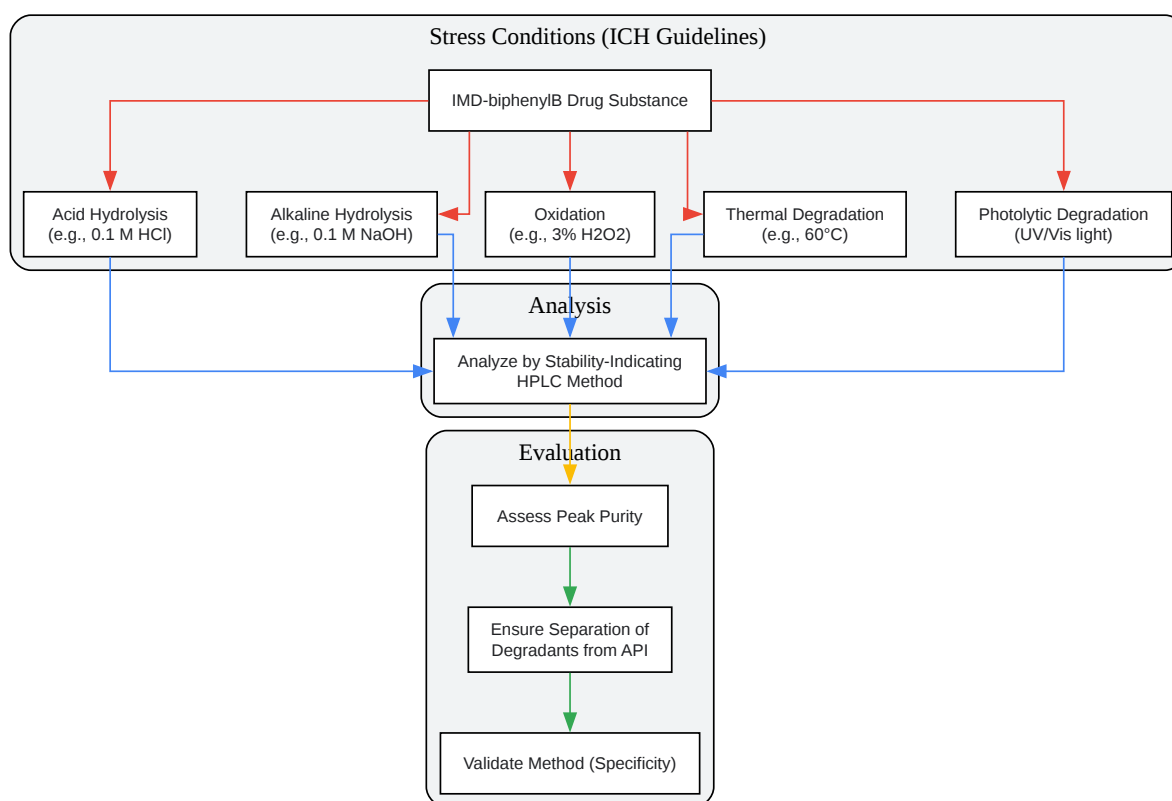 Stress Conditions (ICH Guidelines)
IMD-biphenylB Drug Substance
Acid Hydrolysis
(e.g., 0.1 M HCl)
Alkaline Hydrolysis
(e.g., 0.1 M NaOH)
Oxidation
(e.g., 3% H2O2)
Thermal Degradation
(e.g., 60°C)
Photolytic Degradation
(UV/Vis light)
Analysis
Analyze by Stability-Indicating
HPLC Method
Evaluation
Assess Peak Purity
Ensure Separation of
Degradants from API
Validate Method (Specificity)